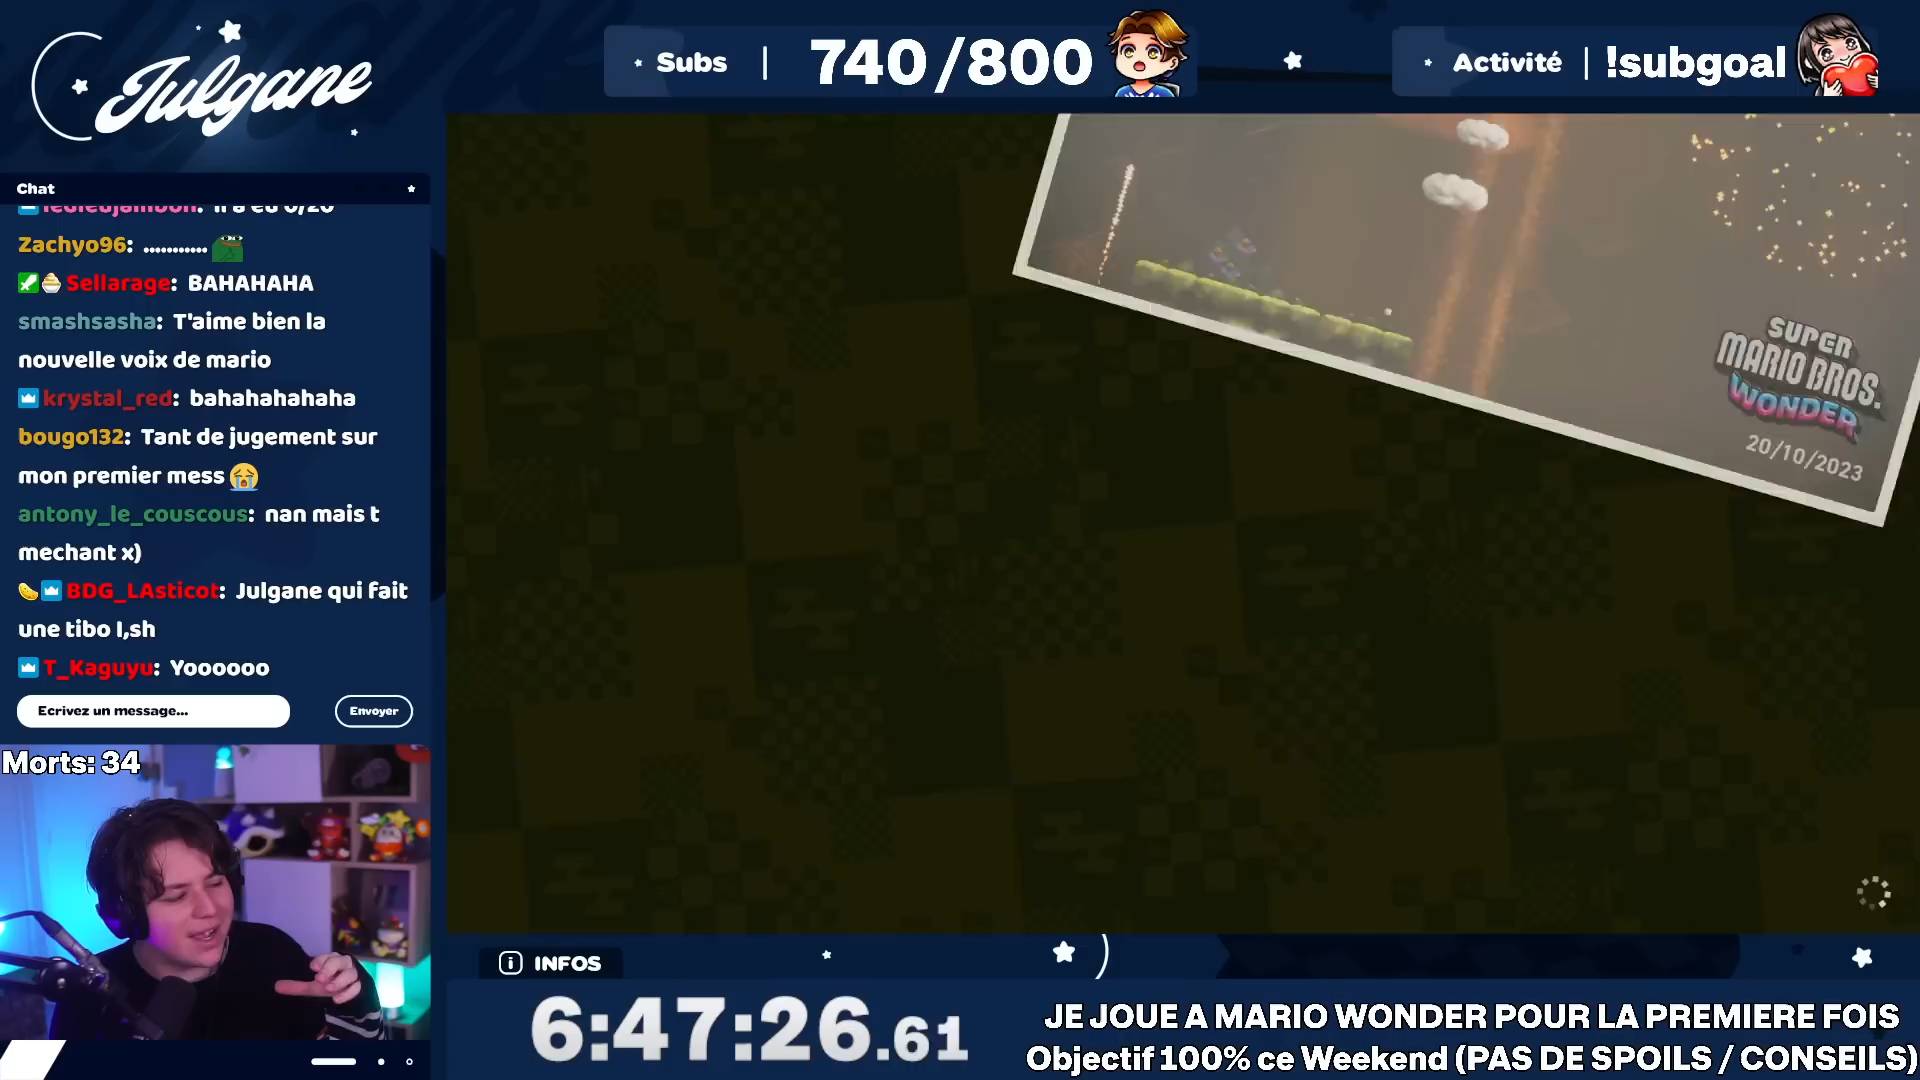 Julgane
Subs | 740/800
Activité | !subgoal
Chat
Zachyo96: ...........
Sellarage: BAHAHAHA
smashsasha: T'aime bien la
nouvelle voix de mario
krystal_red: bahahahahaha
bougo132: Tant de jugement sur
mon premier mess
antony_le_couscous: nan mais t
mechant x)
BDG_LAsticot: Julgane qui fait
une tibo I,sh
T_Kaguyu: Yoooooo
Ecrivez un message...
Envoyer
Morts: 34
SUPER
MARIO BROS.
WONDER
20/10/2023
INFOS
6:47:26.61
JE JOUE A MARIO WONDER POUR LA PREMIERE FOIS
Objectif 100% ce Weekend (PAS DE SPOILS / CONSEILS)